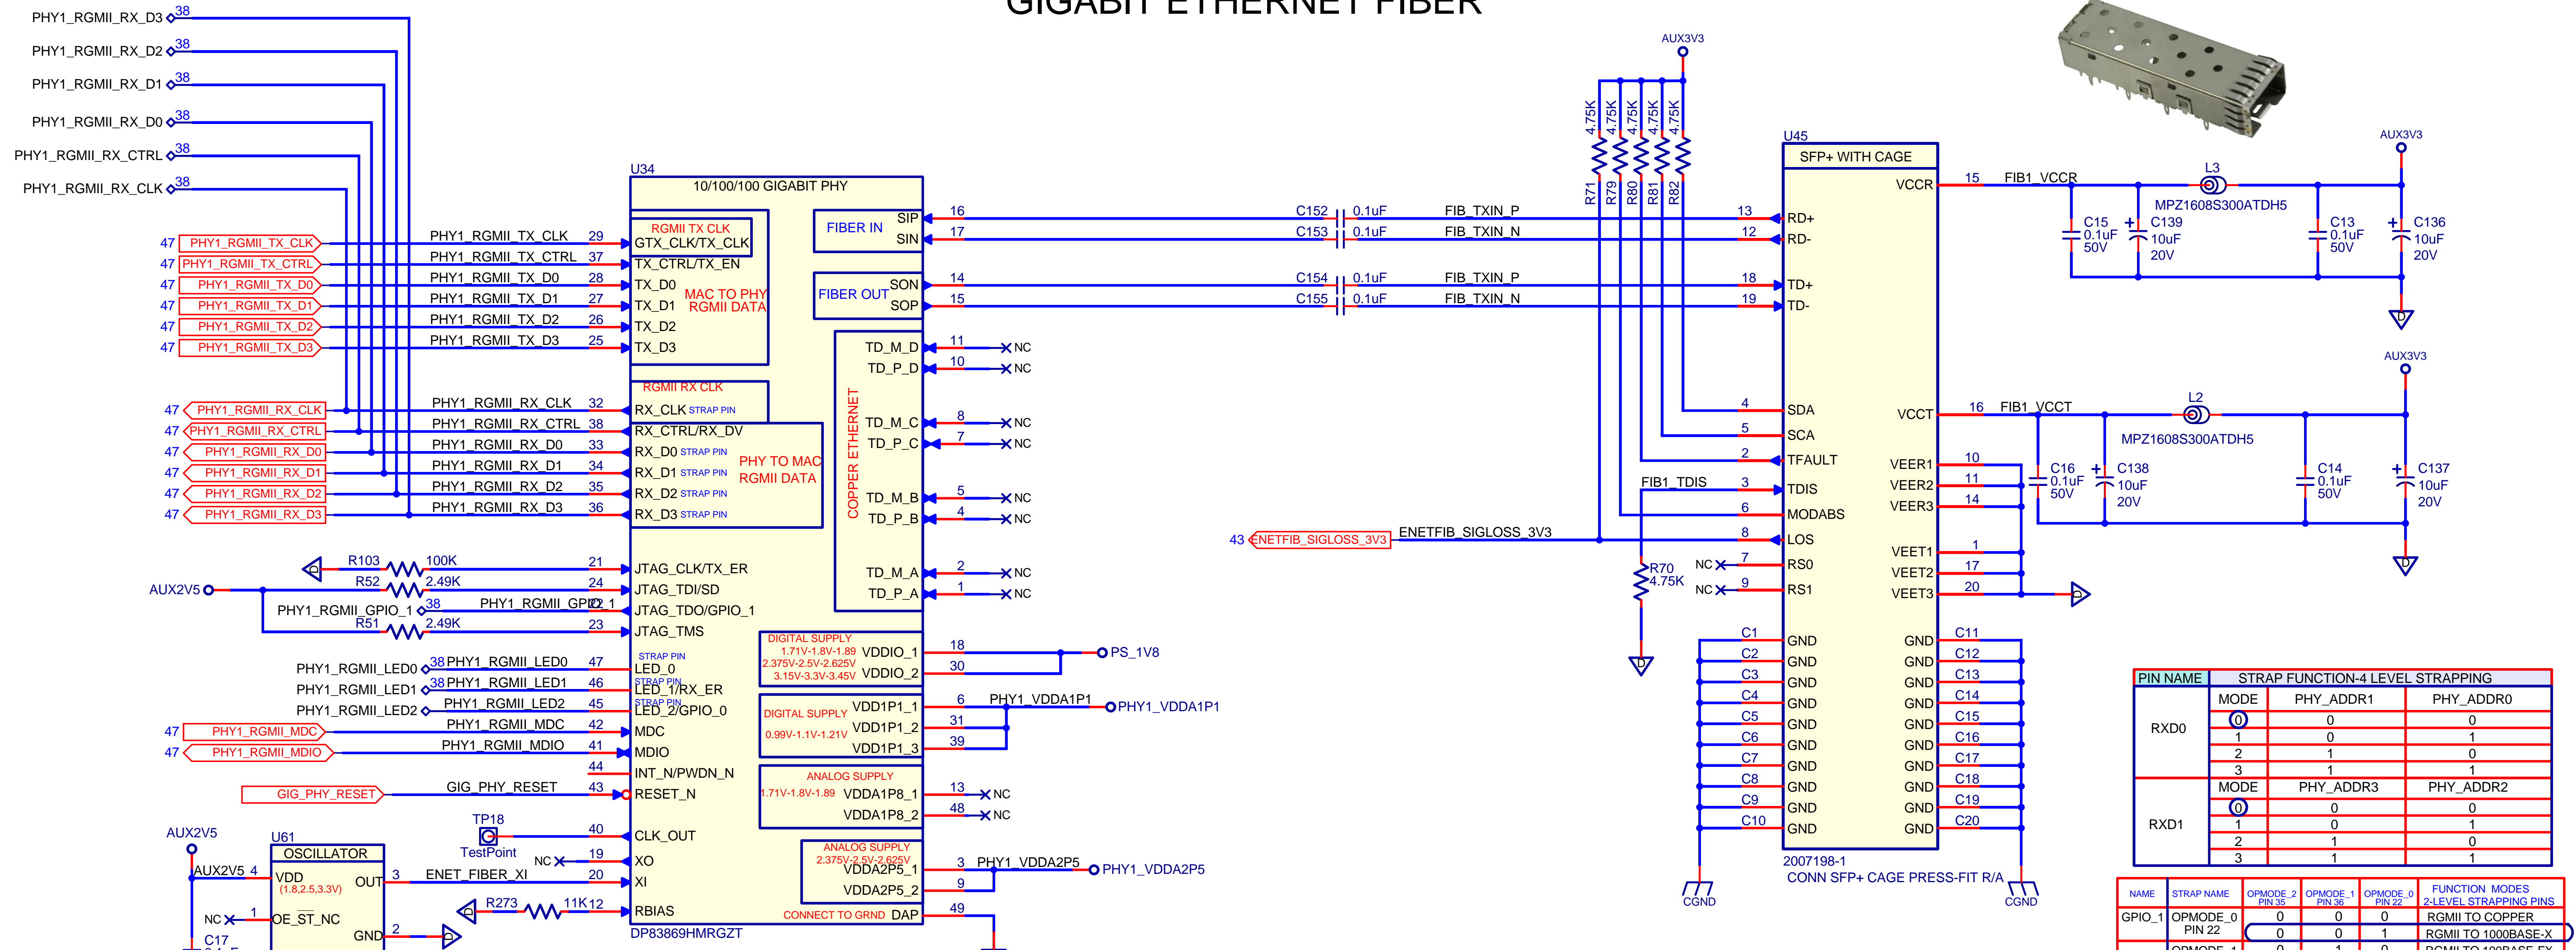 GIGABIT ETHERNET FIBER
PHY1_RGMII_RX_D3 38
PHY1_RGMII_RX_D2 38
PHY1_RGMII_RX_D1 38
PHY1_RGMII_RX_D0 38
PHY1_RGMII_RX_CTRL 38
PHY1_RGMII_RX_CLK 38
47 PHY1_RGMII_TX_CLK PHY1_RGMII_TX_CLK 29
47 PHY1_RGMII_TX_CTRL PHY1_RGMII_TX_CTRL 37
47 PHY1_RGMII_TX_D0 PHY1_RGMII_TX_D0 28
47 PHY1_RGMII_TX_D1 PHY1_RGMII_TX_D1 27
47 PHY1_RGMII_TX_D2 PHY1_RGMII_TX_D2 26
47 PHY1_RGMII_TX_D3 PHY1_RGMII_TX_D3 25
47 PHY1_RGMII_RX_CLK PHY1_RGMII_RX_CLK 32
47 PHY1_RGMII_RX_CTRL PHY1_RGMII_RX_CTRL 38
47 PHY1_RGMII_RX_D0 PHY1_RGMII_RX_D0 33
47 PHY1_RGMII_RX_D1 PHY1_RGMII_RX_D1 34
47 PHY1_RGMII_RX_D2 PHY1_RGMII_RX_D2 35
47 PHY1_RGMII_RX_D3 PHY1_RGMII_RX_D3 36
D R103 100K 21
AUX2V5 R52 2.49K 24
PHY1_RGMII_GPIO_1 38 PHY1_RGMII_GPIO_1 22
R51 2.49K 23
PHY1_RGMII_LED0 38 PHY1_RGMII_LED0 47
PHY1_RGMII_LED1 38 PHY1_RGMII_LED1 46
PHY1_RGMII_LED2 PHY1_RGMII_LED2 45
47 PHY1_RGMII_MDC PHY1_RGMII_MDC 42
47 PHY1_RGMII_MDIO PHY1_RGMII_MDIO 41
44
GIG_PHY_RESET GIG_PHY_RESET 43
TP18
TestPoint
40
NC 19
ENET_FIBER_XI 20
D R273 11K 12
AUX2V5
U61
OSCILLATOR
AUX2V5 4 VDD
(1.8,2.5,3.3V)
OUT 3
NC 1 OE_ST_NC
GND 2 D
C17
U34
10/100/100 GIGABIT PHY
RGMII TX CLK
GTX_CLK/TX_CLK
TX_CTRL/TX_EN
TX_D0
TX_D1
TX_D2
TX_D3
MAC TO PHY
RGMII DATA
RGMII RX CLK
RX_CLK STRAP PIN
RX_CTRL/RX_DV
RX_D0 STRAP PIN
RX_D1 STRAP PIN
RX_D2 STRAP PIN
RX_D3 STRAP PIN
PHY TO MAC
RGMII DATA
JTAG_CLK/TX_ER
JTAG_TDI/SD
JTAG_TDO/GPIO_1
JTAG_TMS
STRAP PIN
LED_0
STRAP PIN
LED_1/RX_ER
STRAP PIN
LED_2/GPIO_0
MDC
MDIO
INT_N/PWDN_N
RESET_N
CLK_OUT
XO
XI
RBIAS
DP83869HMRGZT
FIBER IN
SIP 16
SIN 17
FIBER OUT
SON 14
SOP 15
COPPER ETHERNET
TD_M_D 11 NC
TD_P_D 10 NC
TD_M_C 8 NC
TD_P_C 7 NC
TD_M_B 5 NC
TD_P_B 4 NC
TD_M_A 2 NC
TD_P_A 1 NC
DIGITAL SUPPLY
1.71V-1.8V-1.89
2.375V-2.5V-2.625V
3.15V-3.3V-3.45V
VDDIO_1 18 PS_1V8
VDDIO_2 30
DIGITAL SUPPLY
0.99V-1.1V-1.21V
VDD1P1_1 6 PHY1_VDDA1P1 PHY1_VDDA1P1
VDD1P1_2 31
VDD1P1_3 39
ANALOG SUPPLY
1.71V-1.8V-1.89
VDDA1P8_1 13 NC
VDDA1P8_2 48 NC
ANALOG SUPPLY
2.375V-2.5V-2.625V
VDDA2P5_1 3 PHY1_VDDA2P5 PHY1_VDDA2P5
VDDA2P5_2 9
CONNECT TO GRND DAP 49
C152 0.1uF FIB_TXIN_P 13
C153 0.1uF FIB_TXIN_N 12
C154 0.1uF FIB_TXIN_P 18
C155 0.1uF FIB_TXIN_N 19
AUX3V3
4.75K 4.75K 4.75K 4.75K 4.75K
R71 R79 R80 R81 R82
43 ENETFIB_SIGLOSS_3V3 ENETFIB_SIGLOSS_3V3
FIB1_TDIS
R70
4.75K
D
U45
SFP+ WITH CAGE
RD+
RD-
TD+
TD-
4 SDA
5 SCA
2 TFAULT
3 TDIS
6 MODABS
8 LOS
NC 7 RS0
NC 9 RS1
C1 GND
C2 GND
C3 GND
C4 GND
C5 GND
C6 GND
C7 GND
C8 GND
C9 GND
C10 GND
CGND
VCCR 15 FIB1_VCCR
VCCT 16 FIB1_VCCT
VEER1 10
VEER2 11
VEER3 14
VEET1 1
VEET2 17
VEET3 20
D
GND C11
GND C12
GND C13
GND C14
GND C15
GND C16
GND C17
GND C18
GND C19
GND C20
CGND
2007198-1
CONN SFP+ CAGE PRESS-FIT R/A
AUX3V3
L3
MPZ1608S300ATDH5
C15
0.1uF
50V
C139
10uF
20V
C13
0.1uF
50V
C136
10uF
20V
D
AUX3V3
L2
MPZ1608S300ATDH5
C16
0.1uF
50V
C138
10uF
20V
C14
0.1uF
50V
C137
10uF
20V
D
PIN NAME STRAP FUNCTION-4 LEVEL STRAPPING
RXD0
MODE PHY_ADDR1 PHY_ADDR0
0 0 0
1 0 1
2 1 0
3 1 1
RXD1
MODE PHY_ADDR3 PHY_ADDR2
0 0 0
1 0 1
2 1 0
3 1 1
NAME STRAP NAME OPMODE_2 PIN 35 OPMODE_1 PIN 36 OPMODE_0 PIN 22 FUNCTION MODES 2-LEVEL STRAPPING PINS
GPIO_1 OPMODE_0 PIN 22
0 0 0 RGMII TO COPPER
0 0 1 RGMII TO 1000BASE-X
OPMODE_1 0 1 0 RGMII TO 100BASE-FX